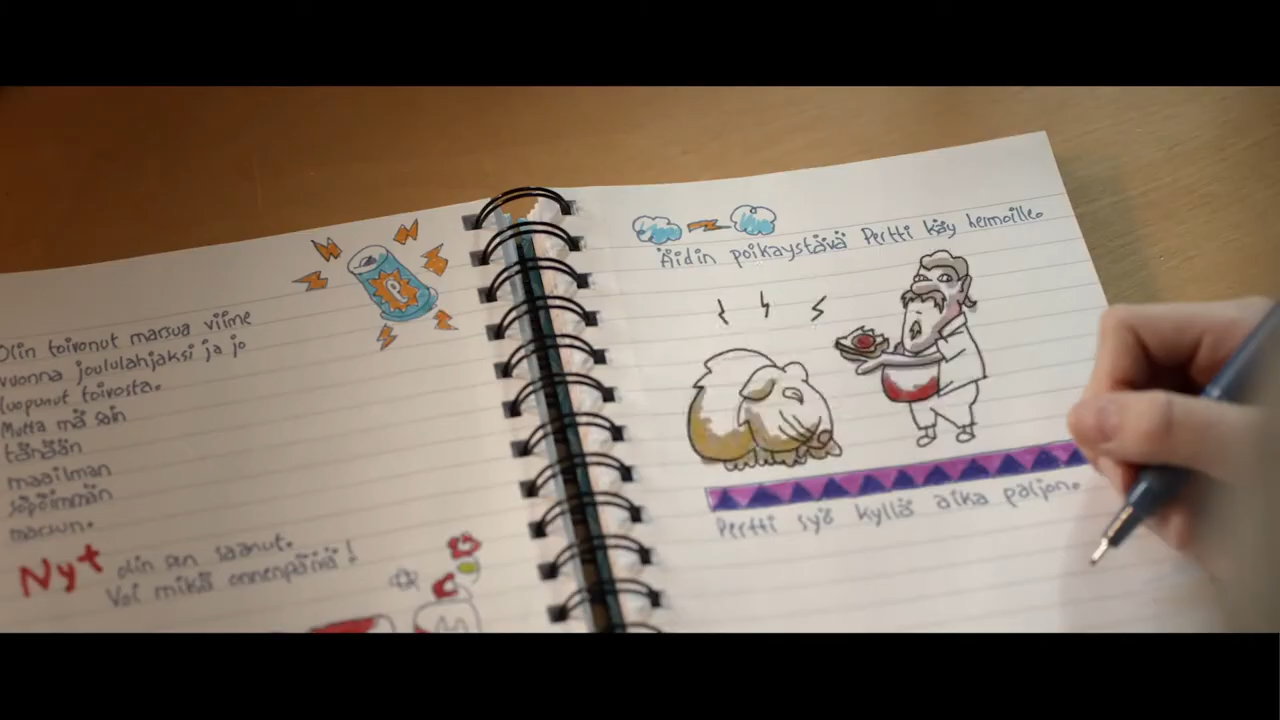 Olin toivonut marsua viime
vuonna joululahjaksi ja jo
luopunut toivosta.
Mutta mä sain
tänään
maailman
söpöimmän
marsun.
Nyt olin sen saanut.
Voi mikä onnenpäivä!
P
Äidin poikaystävä Pertti käy hermoille.
Pertti syö kyllä aika paljon.